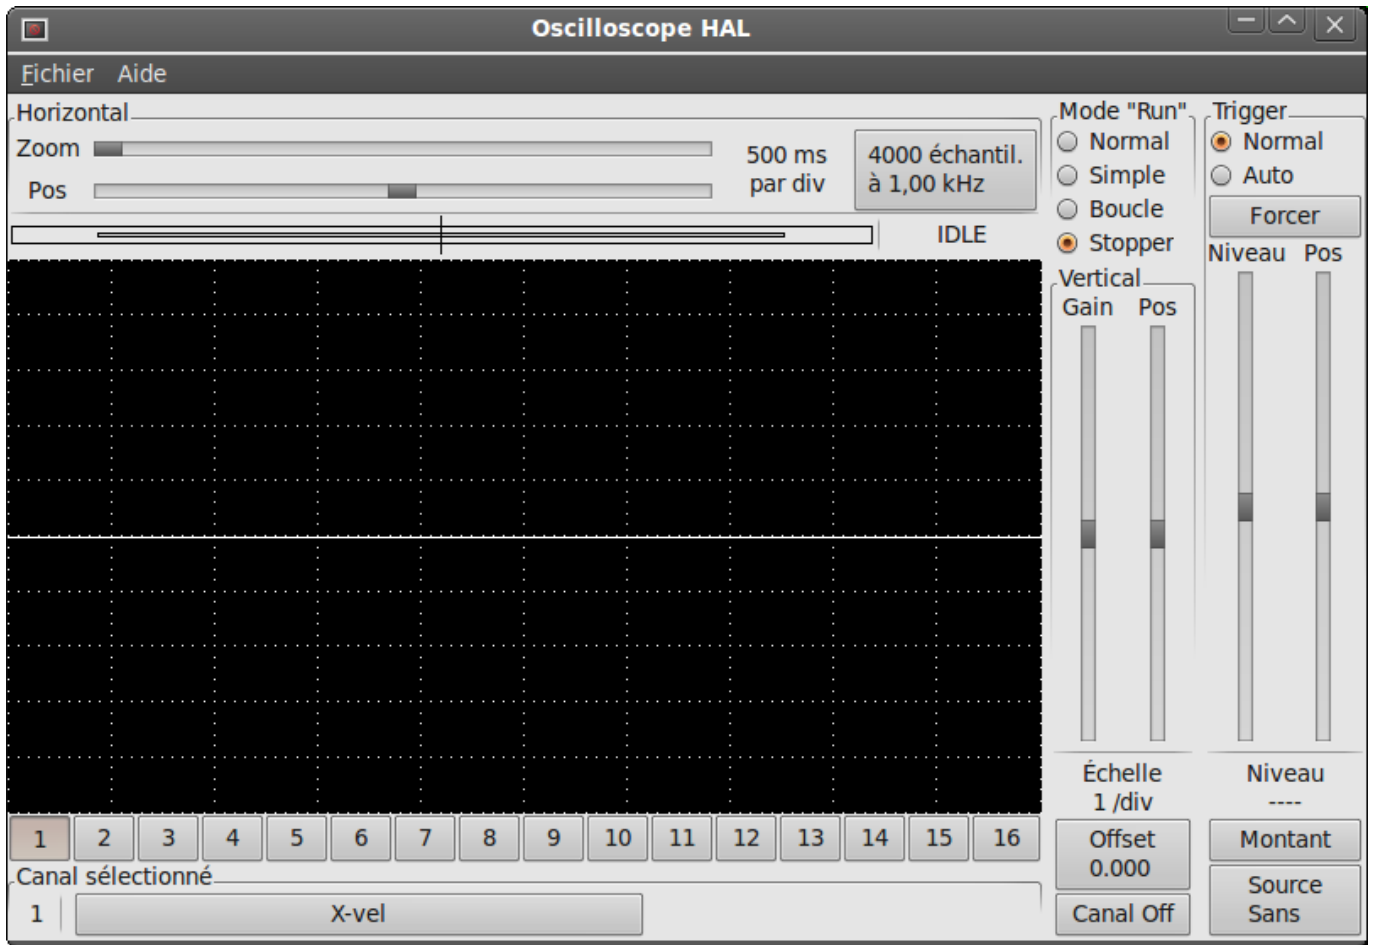 Oscilloscope HAL
Fichier Aide
Horizontal
Zoom
Pos
500 ms
par div
4000 échantil.
à 1,00 kHz
IDLE
Mode "Run"
Normal
Simple
Boucle
Stopper
Trigger
Normal
Auto
Forcer
Niveau Pos
Vertical
Gain Pos
Échelle
1 /div
Offset
0.000
Canal Off
Niveau
----
Montant
Source
Sans
1 2 3 4 5 6 7 8 9 10 11 12 13 14 15 16
Canal sélectionné
1 X-vel